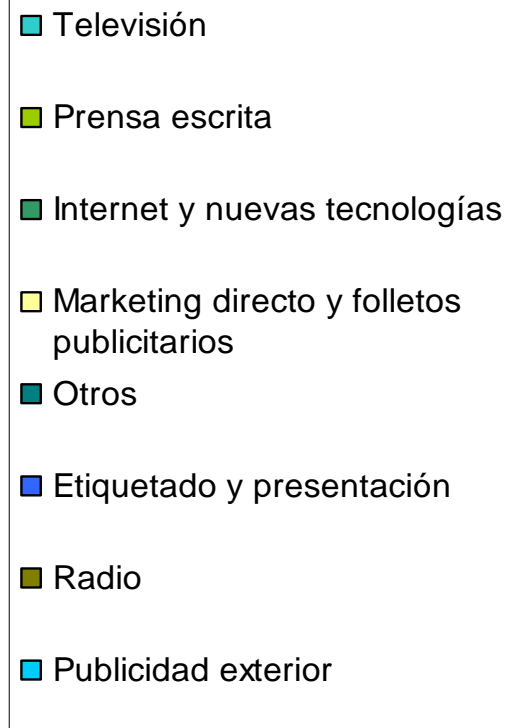 Televisión
Prensa escrita
Internet y nuevas tecnologías
Marketing directo y folletos
publicitarios
Otros
Etiquetado y presentación
Radio
Publicidad exterior